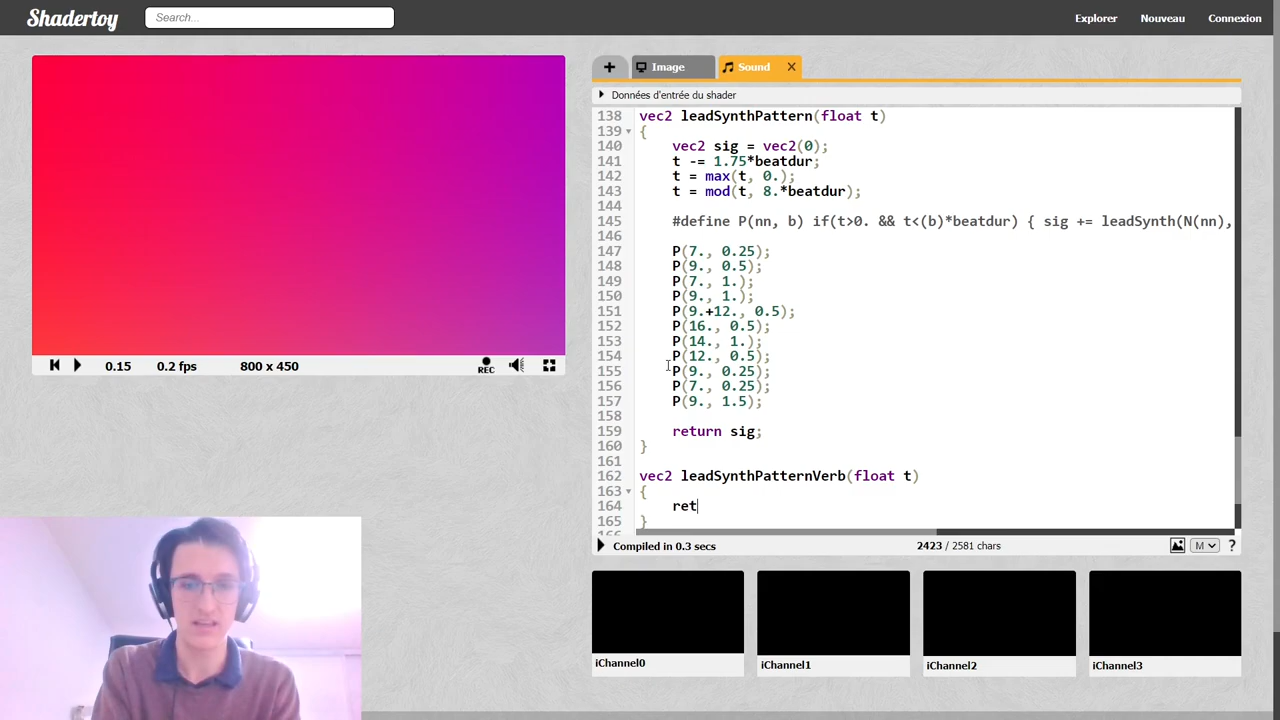 Shadertoy
Search...
Explorer Nouveau Connexion
+ Image Sound X
Données d'entrée du shader
138 vec2 leadSynthPattern(float t)
139 {
140 vec2 sig = vec2(0);
141 t -= 1.75*beatdur;
142 t = max(t, 0.);
143 t = mod(t, 8.*beatdur);
144
145 #define P(nn, b) if(t>0. && t<(b)*beatdur) { sig += leadSynth(N(nn),
146
147 P(7., 0.25);
148 P(9., 0.5);
149 P(7., 1.);
150 P(9., 1.);
151 P(9.+12., 0.5);
152 P(16., 0.5);
153 P(14., 1.);
154 P(12., 0.5);
155 P(9., 0.25);
156 P(7., 0.25);
157 P(9., 1.5);
158
159 return sig;
160 }
161
162 vec2 leadSynthPatternVerb(float t)
163 {
164 ret
165 }
0.15 0.2 fps 800 x 450 REC
Compiled in 0.3 secs 2423 / 2581 chars M ?
iChannel0 iChannel1 iChannel2 iChannel3